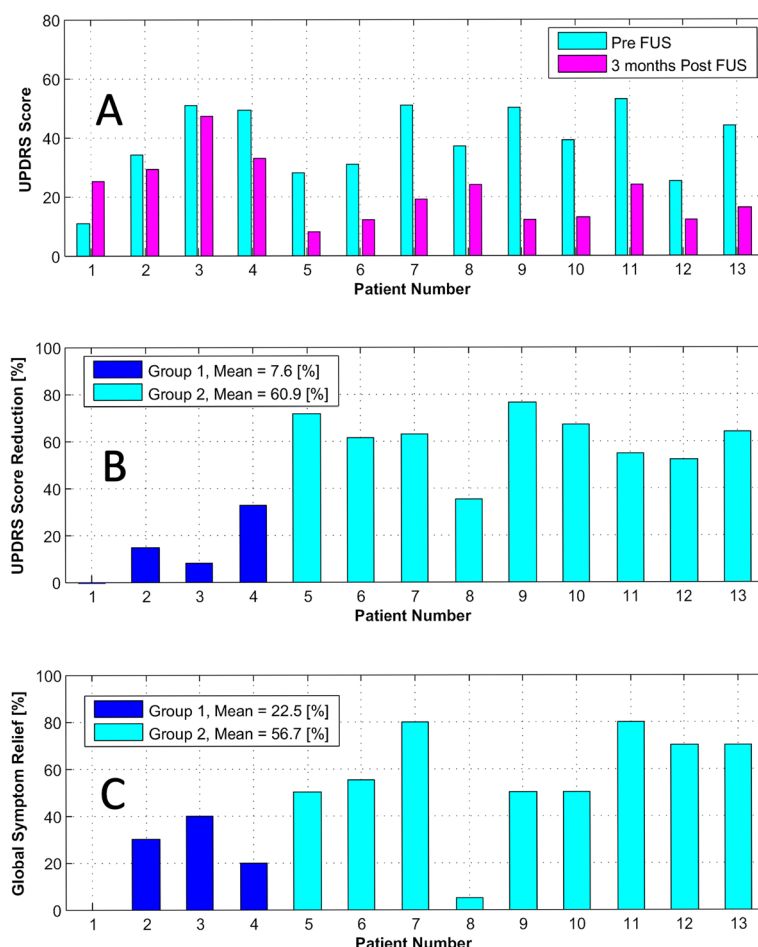 80
Pre FUS
3 months Post FUS
60
A
40
20
0
UPDRS Score
1 2 3 4 5 6 7 8 9 10 11 12 13
Patient Number
100
Group 1, Mean = 7.6 [%]
Group 2, Mean = 60.9 [%]
80
60
B
40
20
0
UPDRS Score Reduction [%]
1 2 3 4 5 6 7 8 9 10 11 12 13
Patient Number
100
Group 1, Mean = 22.5 [%]
Group 2, Mean = 56.7 [%]
80
60
C
40
20
0
Global Symptom Relief [%]
1 2 3 4 5 6 7 8 9 10 11 12 13
Patient Number